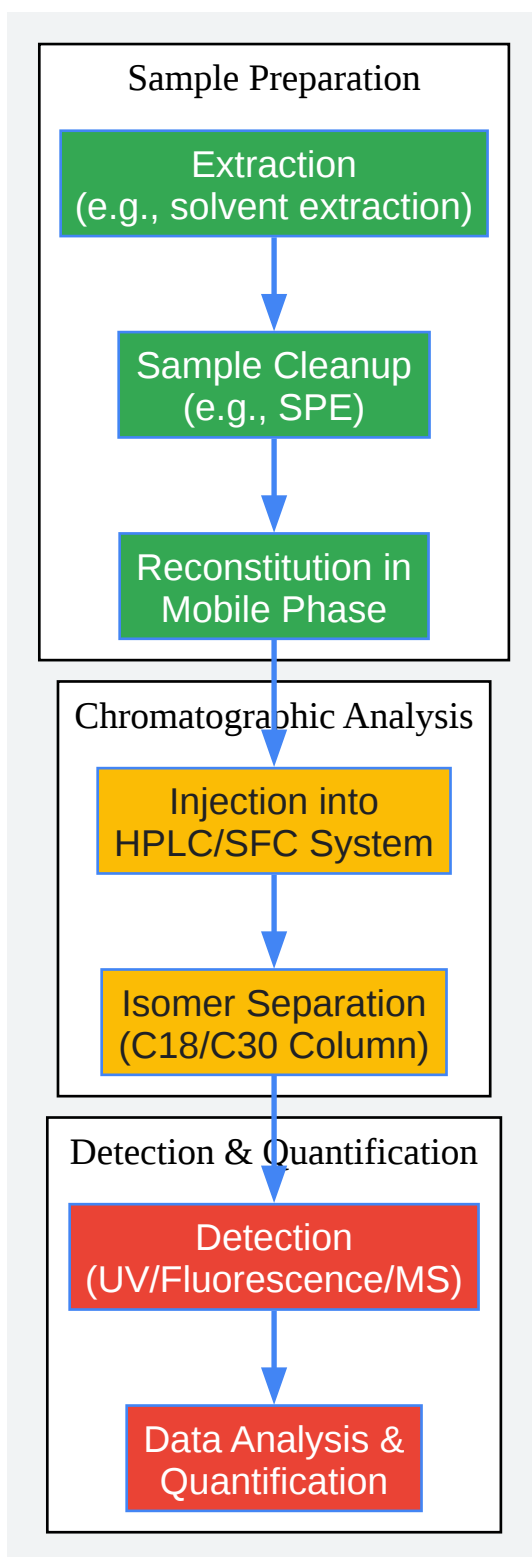 Sample Preparation
Extraction
(e.g., solvent extraction)
Sample Cleanup
(e.g., SPE)
Reconstitution in
Mobile Phase
Chromatographic Analysis
Injection into
HPLC/SFC System
Isomer Separation
(C18/C30 Column)
Detection & Quantification
Detection
(UV/Fluorescence/MS)
Data Analysis &
Quantification